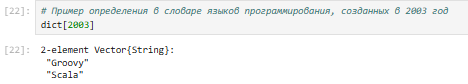 [22]: # Пример определения в словаре языков программирования, созданных в 2003 год
dict[2003]
[22]: 2-element Vector{String}:
"Groovy"
"Scala"